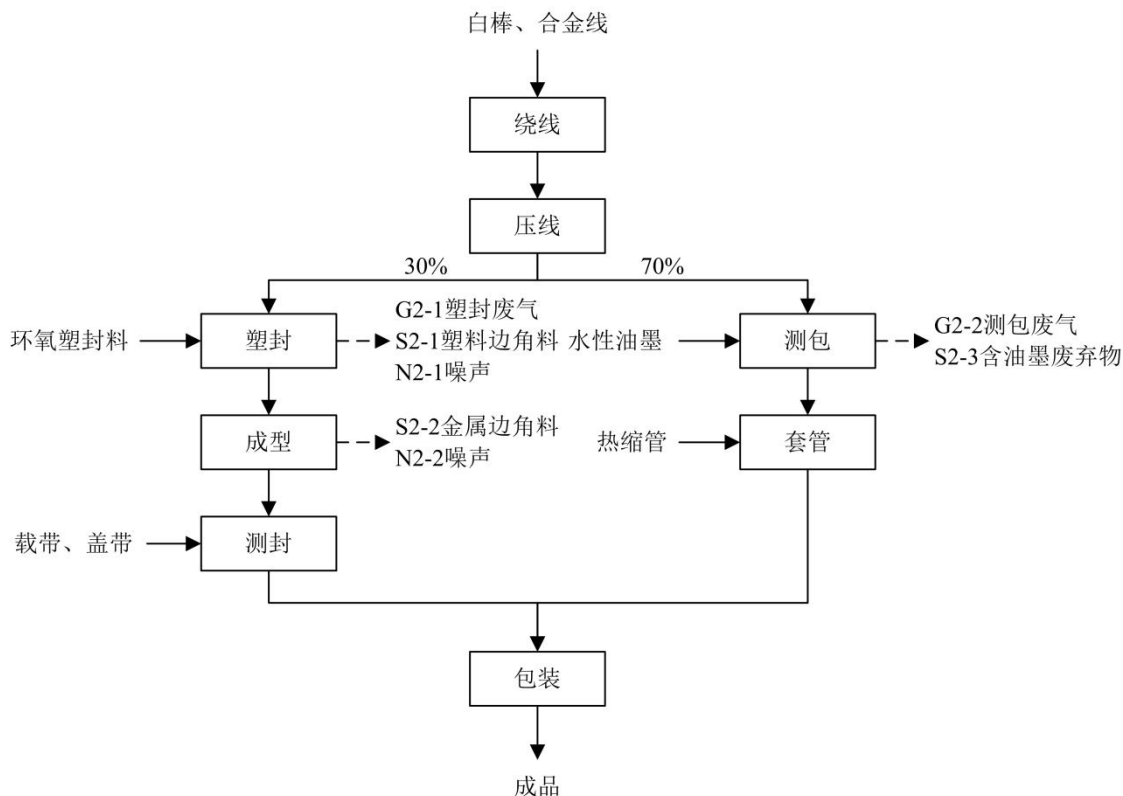 白棒、合金线
绕线
压线
30%
70%
环氧塑封料
塑封
G2-1塑封废气
S2-1塑料边角料
N2-1噪声
水性油墨
测包
G2-2测包废气
S2-3含油墨废弃物
成型
S2-2金属边角料
N2-2噪声
热缩管
套管
载带、盖带
测封
包装
成品